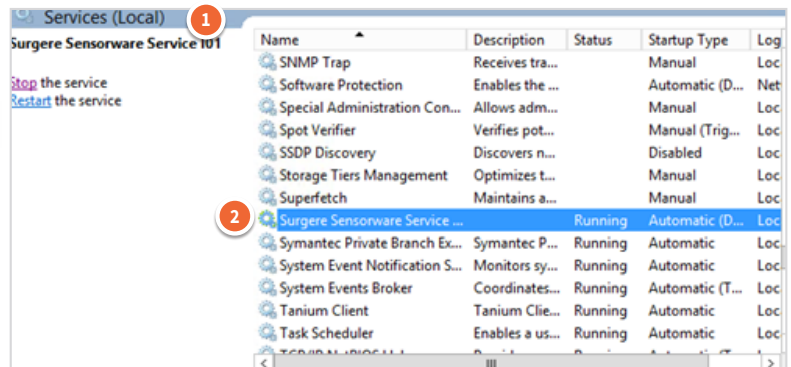 Services (Local)
1
Surgere Sensorware Service I01
Stop the service
Restart the service
Name Description Status Startup Type Log
SNMP Trap Receives tra... Manual Loc
Software Protection Enables the ... Automatic (D... Net
Special Administration Con... Allows adm... Manual Loc
Spot Verifier Verifies pot... Manual (Trig... Loc
SSDP Discovery Discovers n... Disabled Loc
Storage Tiers Management Optimizes t... Manual Loc
Superfetch Maintains a... Manual Loc
2
Surgere Sensorware Service ... Running Automatic (D... Loc
Symantec Private Branch Ex... Symantec P... Running Automatic Loc
System Event Notification S... Monitors sy... Running Automatic Loc
System Events Broker Coordinates... Running Automatic (T... Loc
Tanium Client Tanium Clie... Running Automatic Loc
Task Scheduler Enables a us... Running Automatic Loc